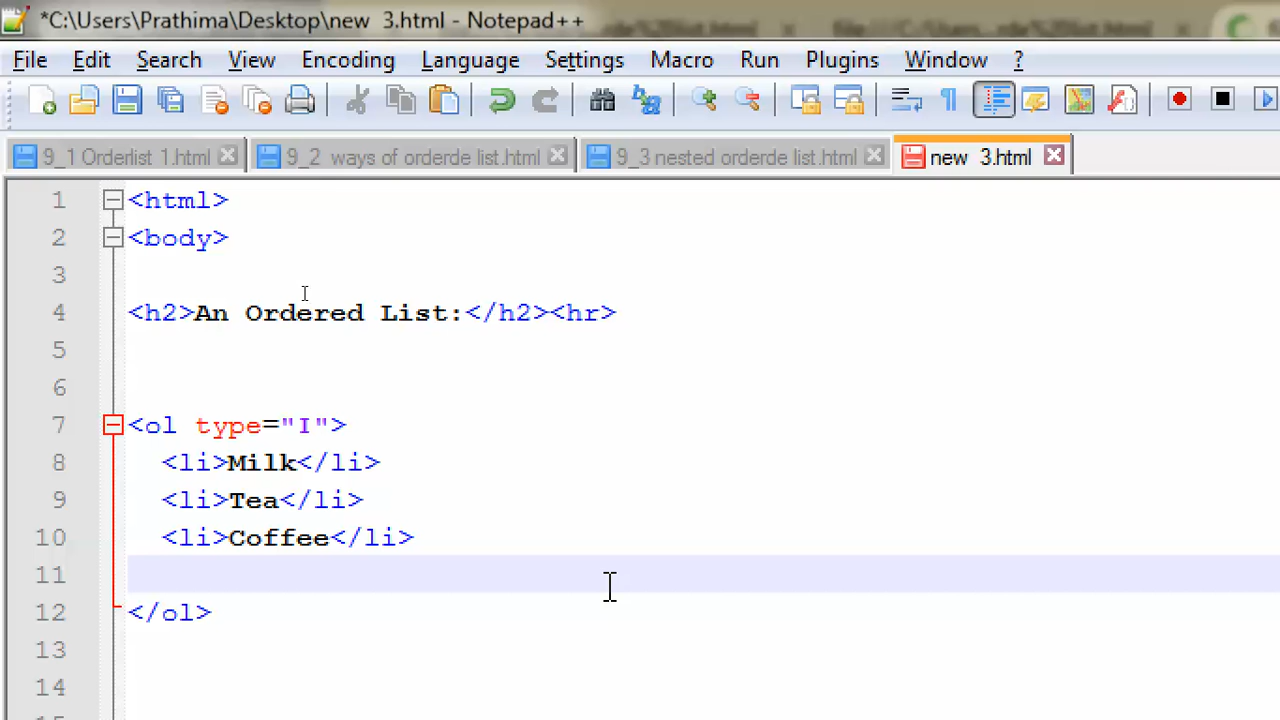 *C:\Users\Prathima\Desktop\new 3.html - Notepad++
File Edit Search View Encoding Language Settings Macro Run Plugins Window ?
9_1 Orderlist 1.html 9_2 ways of orderde list.html 9_3 nested orderde list.html new 3.html
1 <html>
2 <body>
3
4 <h2>An Ordered List:</h2><hr>
5
6
7 <ol type="I">
8 <li>Milk</li>
9 <li>Tea</li>
10 <li>Coffee</li>
11
12 </ol>
13
14